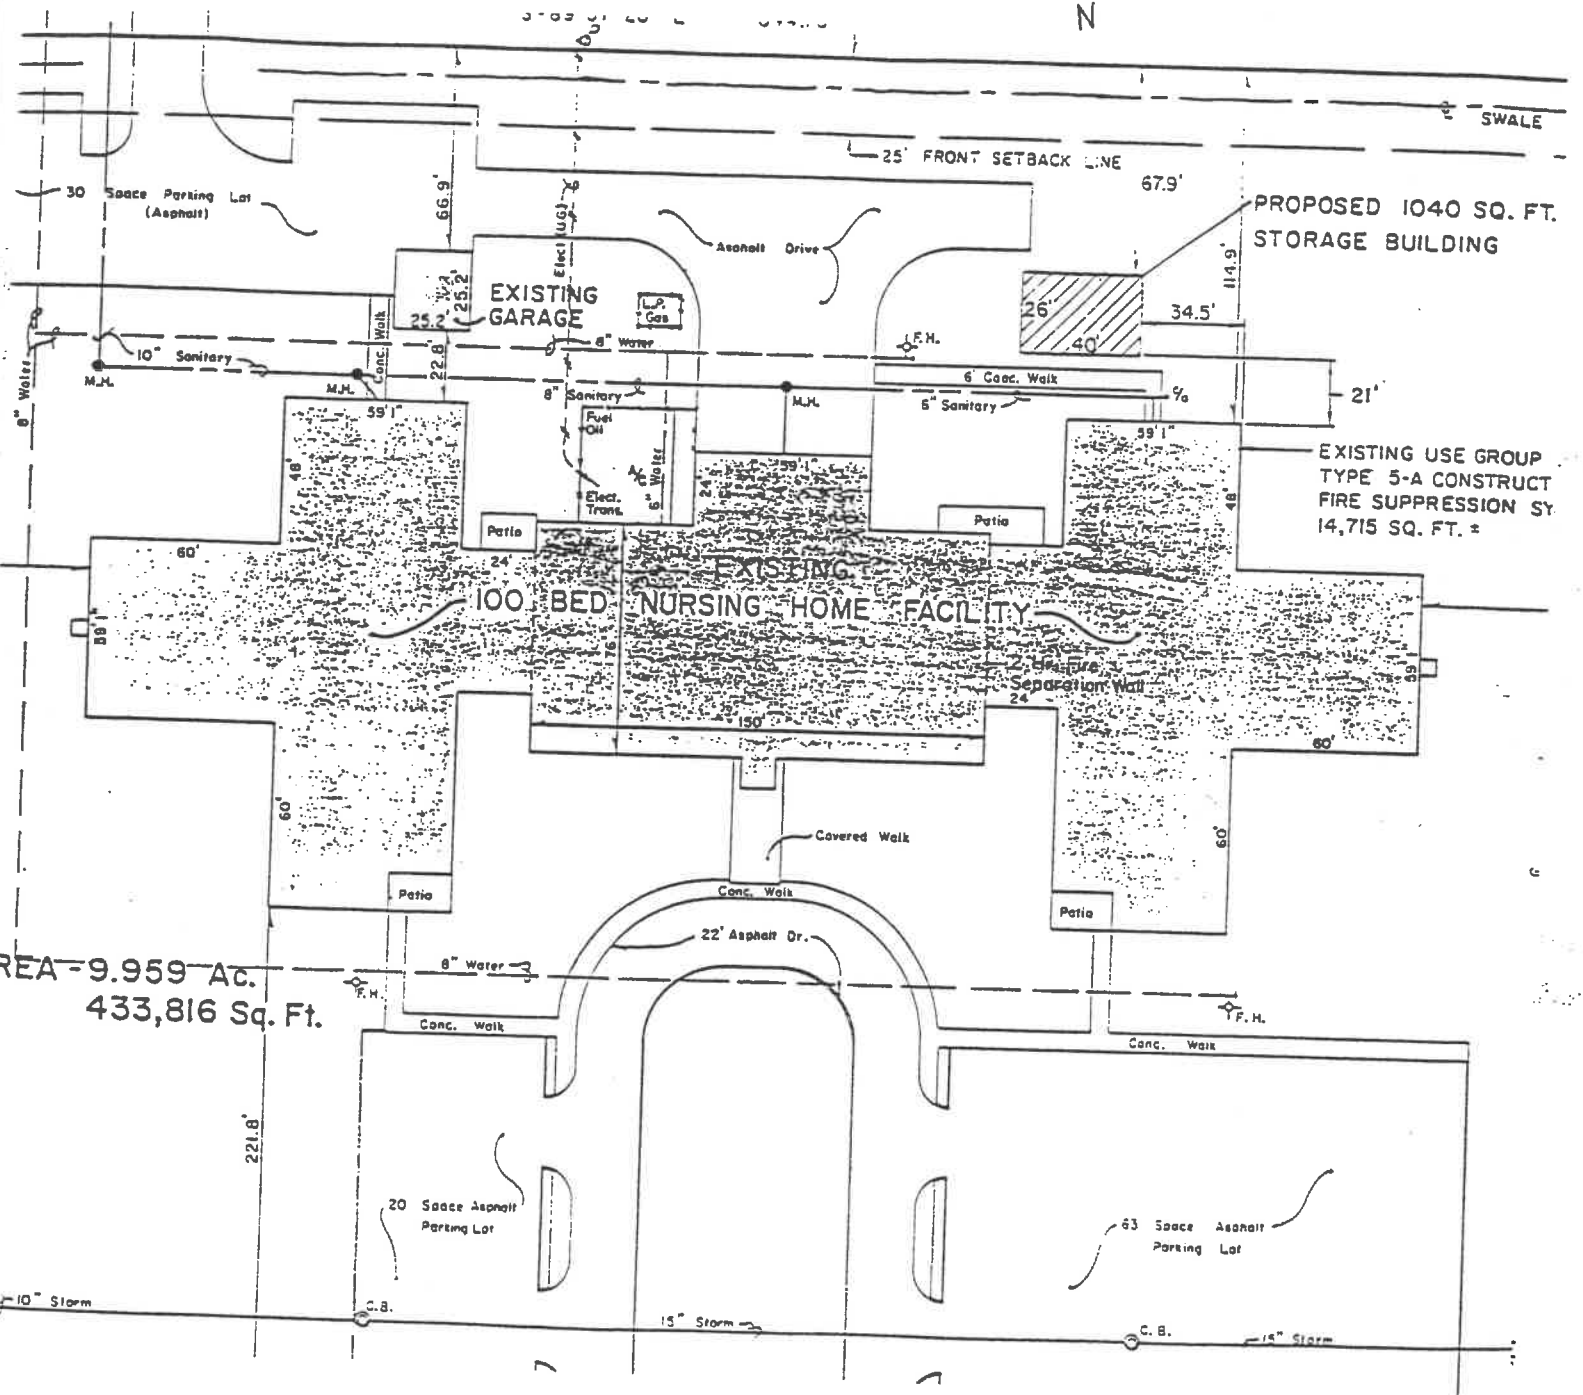 N
SWALE
25' FRONT SETBACK LINE
67.9'
30 Space Parking Lot
(Asphalt)
66.9'
Elect. (U.G.)
Asphalt Drive
PROPOSED 1040 SQ. FT.
STORAGE BUILDING
114.9'
25.2'
25.2'
EXISTING
GARAGE
L.P.
Gas
26'
40'
34.5'
8" Water
10" Sanitary
Conc. Walk
22.8'
8" Water
F.H.
6' Conc. Walk
21'
M.H.
M.H.
8" Sanitary
M.H.
6" Sanitary
C/O
59'1"
Fuel
Oil
6" Water
Elect.
Trans.
59'1"
24'
59'1"
48'
48'
EXISTING USE GROUP
TYPE 5-A CONSTRUCT
FIRE SUPPRESSION SY
14,715 SQ. FT. ±
Patio
Patio
60'
24'
EXISTING
100 BED NURSING HOME FACILITY
59'1"
76'
2 Hr. Fire
Separation Wall
24'
59'1"
150'
60'
60'
60'
Covered Walk
Patio
Conc. Walk
Patio
22' Asphalt Dr.
8" Water
REA = 9.959 Ac.
433,816 Sq. Ft.
F.H.
F.H.
Conc. Walk
Conc. Walk
221.8'
20 Space Asphalt
Parking Lot
63 Space Asphalt
Parking Lot
10" Storm
C.B.
15" Storm
C.B.
15" Storm